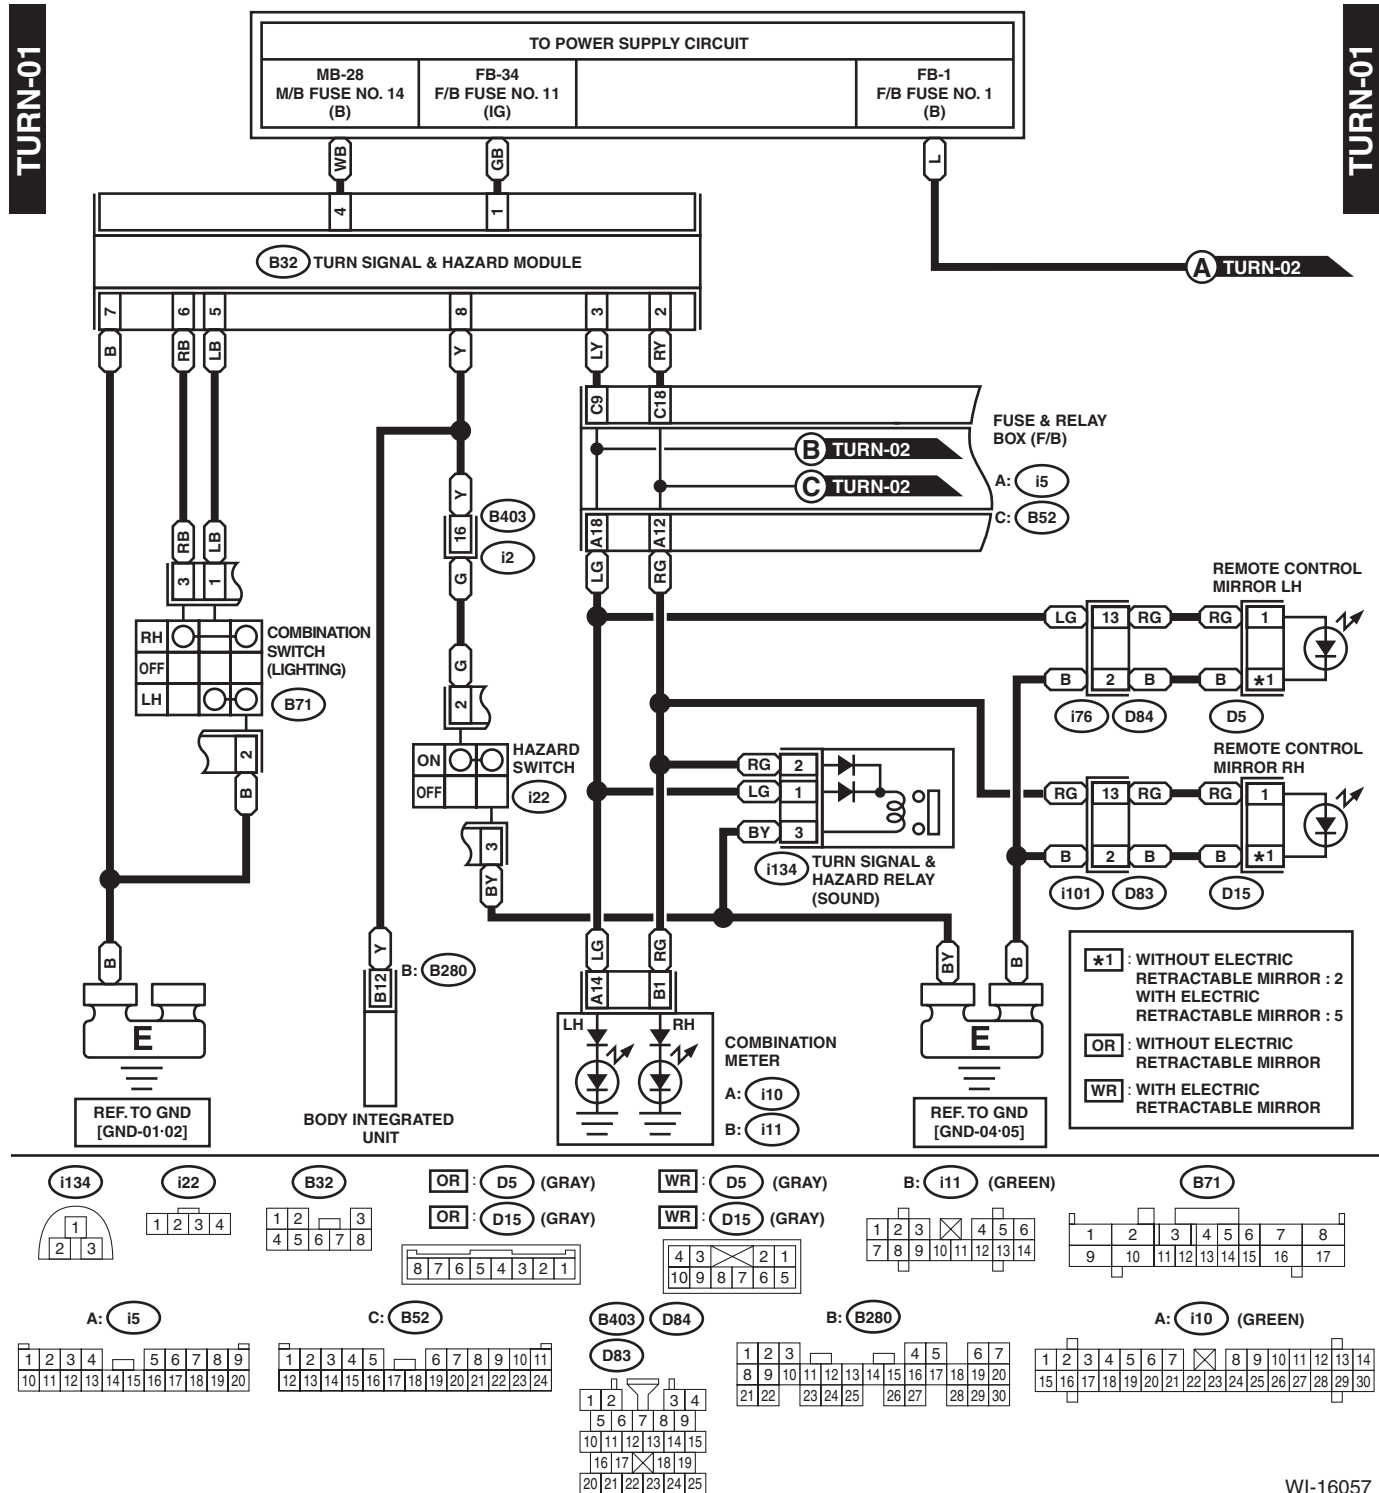 TURN-01
TURN-01
TO POWER SUPPLY CIRCUIT
MB-28
M/B FUSE NO. 14
(B)
FB-34
F/B FUSE NO. 11
(IG)
FB-1
F/B FUSE NO. 1
(B)
WB
GB
L
4
1
B32 TURN SIGNAL & HAZARD MODULE
A TURN-02
7
6
5
8
3
2
B
RB
LB
Y
LY
RY
C9
C18
FUSE & RELAY
BOX (F/B)
B TURN-02
C TURN-02
A: i5
C: B52
A18
A12
LG
RG
Y
16
B403
i2
G
G
2
RB
LB
3
1
RH
OFF
LH
COMBINATION
SWITCH
(LIGHTING)
B71
2
B
ON
OFF
HAZARD
SWITCH
i22
3
BY
REMOTE CONTROL
MIRROR LH
LG 13 RG RG 1
B 2 B B *1
i76 D84 D5
REMOTE CONTROL
MIRROR RH
RG 13 RG RG 1
B 2 B B *1
i101 D83 D15
RG 2
LG 1
BY 3
i134
TURN SIGNAL &
HAZARD RELAY
(SOUND)
B
Y
B12
B: B280
LG
RG
A14
B1
LH
RH
COMBINATION
METER
A: i10
B: i11
BY
B
E
E
REF. TO GND
[GND-01·02]
BODY INTEGRATED
UNIT
REF. TO GND
[GND-04·05]
*1 : WITHOUT ELECTRIC
RETRACTABLE MIRROR : 2
WITH ELECTRIC
RETRACTABLE MIRROR : 5
OR : WITHOUT ELECTRIC
RETRACTABLE MIRROR
WR : WITH ELECTRIC
RETRACTABLE MIRROR
i134
1
2 3
i22
1 2 3 4
B32
1 2 3
4 5 6 7 8
OR : D5 (GRAY)
OR : D15 (GRAY)
8 7 6 5 4 3 2 1
WR : D5 (GRAY)
WR : D15 (GRAY)
4 3 2 1
10 9 8 7 6 5
B: i11 (GREEN)
1 2 3 4 5 6
7 8 9 10 11 12 13 14
B71
1 2 3 4 5 6 7 8
9 10 11 12 13 14 15 16 17
A: i5
1 2 3 4 5 6 7 8 9
10 11 12 13 14 15 16 17 18 19 20
C: B52
1 2 3 4 5 6 7 8 9 10 11
12 13 14 15 16 17 18 19 20 21 22 23 24
B403 D84
D83
1 2 3 4
5 6 7 8 9
10 11 12 13 14 15
16 17 18 19
20 21 22 23 24 25
B: B280
1 2 3 4 5 6 7
8 9 10 11 12 13 14 15 16 17 18 19 20
21 22 23 24 25 26 27 28 29 30
A: i10 (GREEN)
1 2 3 4 5 6 7 8 9 10 11 12 13 14
15 16 17 18 19 20 21 22 23 24 25 26 27 28 29 30
WI-16057